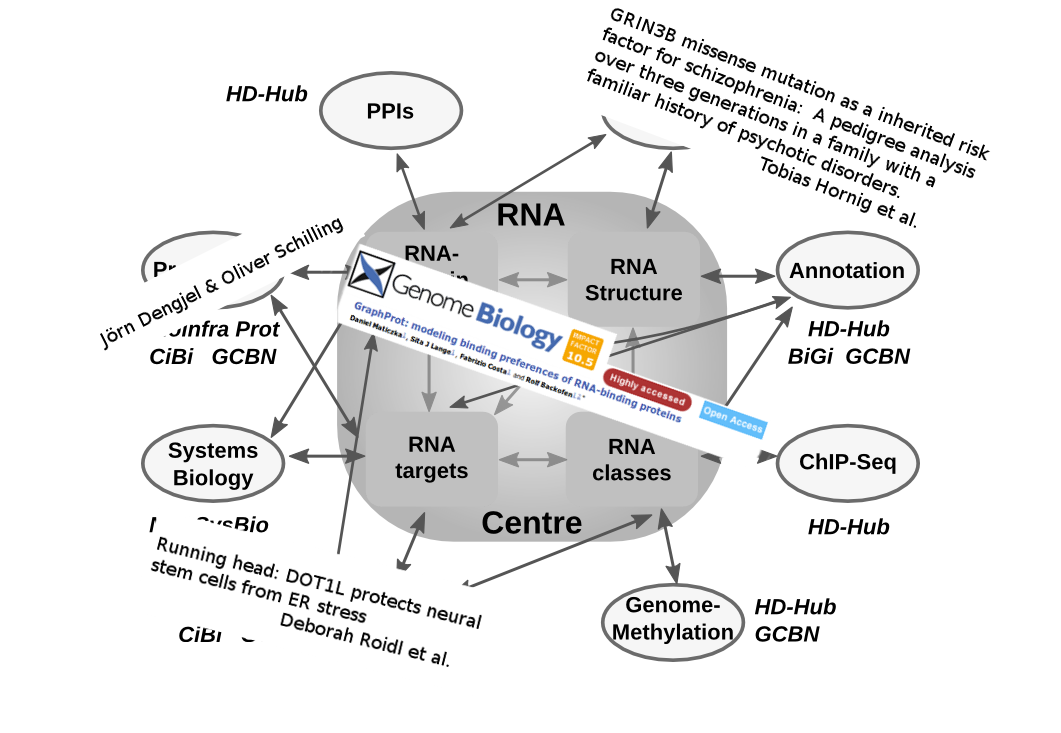 GRIN3B missense mutation as a inherited risk
factor for schizophrenia: A pedigree analysis
over three generations in a family with a
familiar history of psychotic disorders.
Tobias Hornig et al.
HD-Hub
PPIs
RNA
RNA-
RNA
Structure
Annotation
HD-Hub
BiGi GCBN
Jörn Dengjel & Oliver Schilling
Prot
CiBi GCBN
Genome Biology
IMPACT
FACTOR
10.5
GraphProt: modeling binding preferences of RNA-binding proteins
Daniel Maticzka, Sita J Lange, Fabrizio Costa and Rolf Backofen
Highly accessed
Open Access
Systems
Biology
RNA
targets
RNA
classes
ChIP-Seq
HD-Hub
Centre
Running head: DOT1L protects neural
stem cells from ER stress
Deborah Roidl et al.
CiBi
Genome-
Methylation
HD-Hub
GCBN